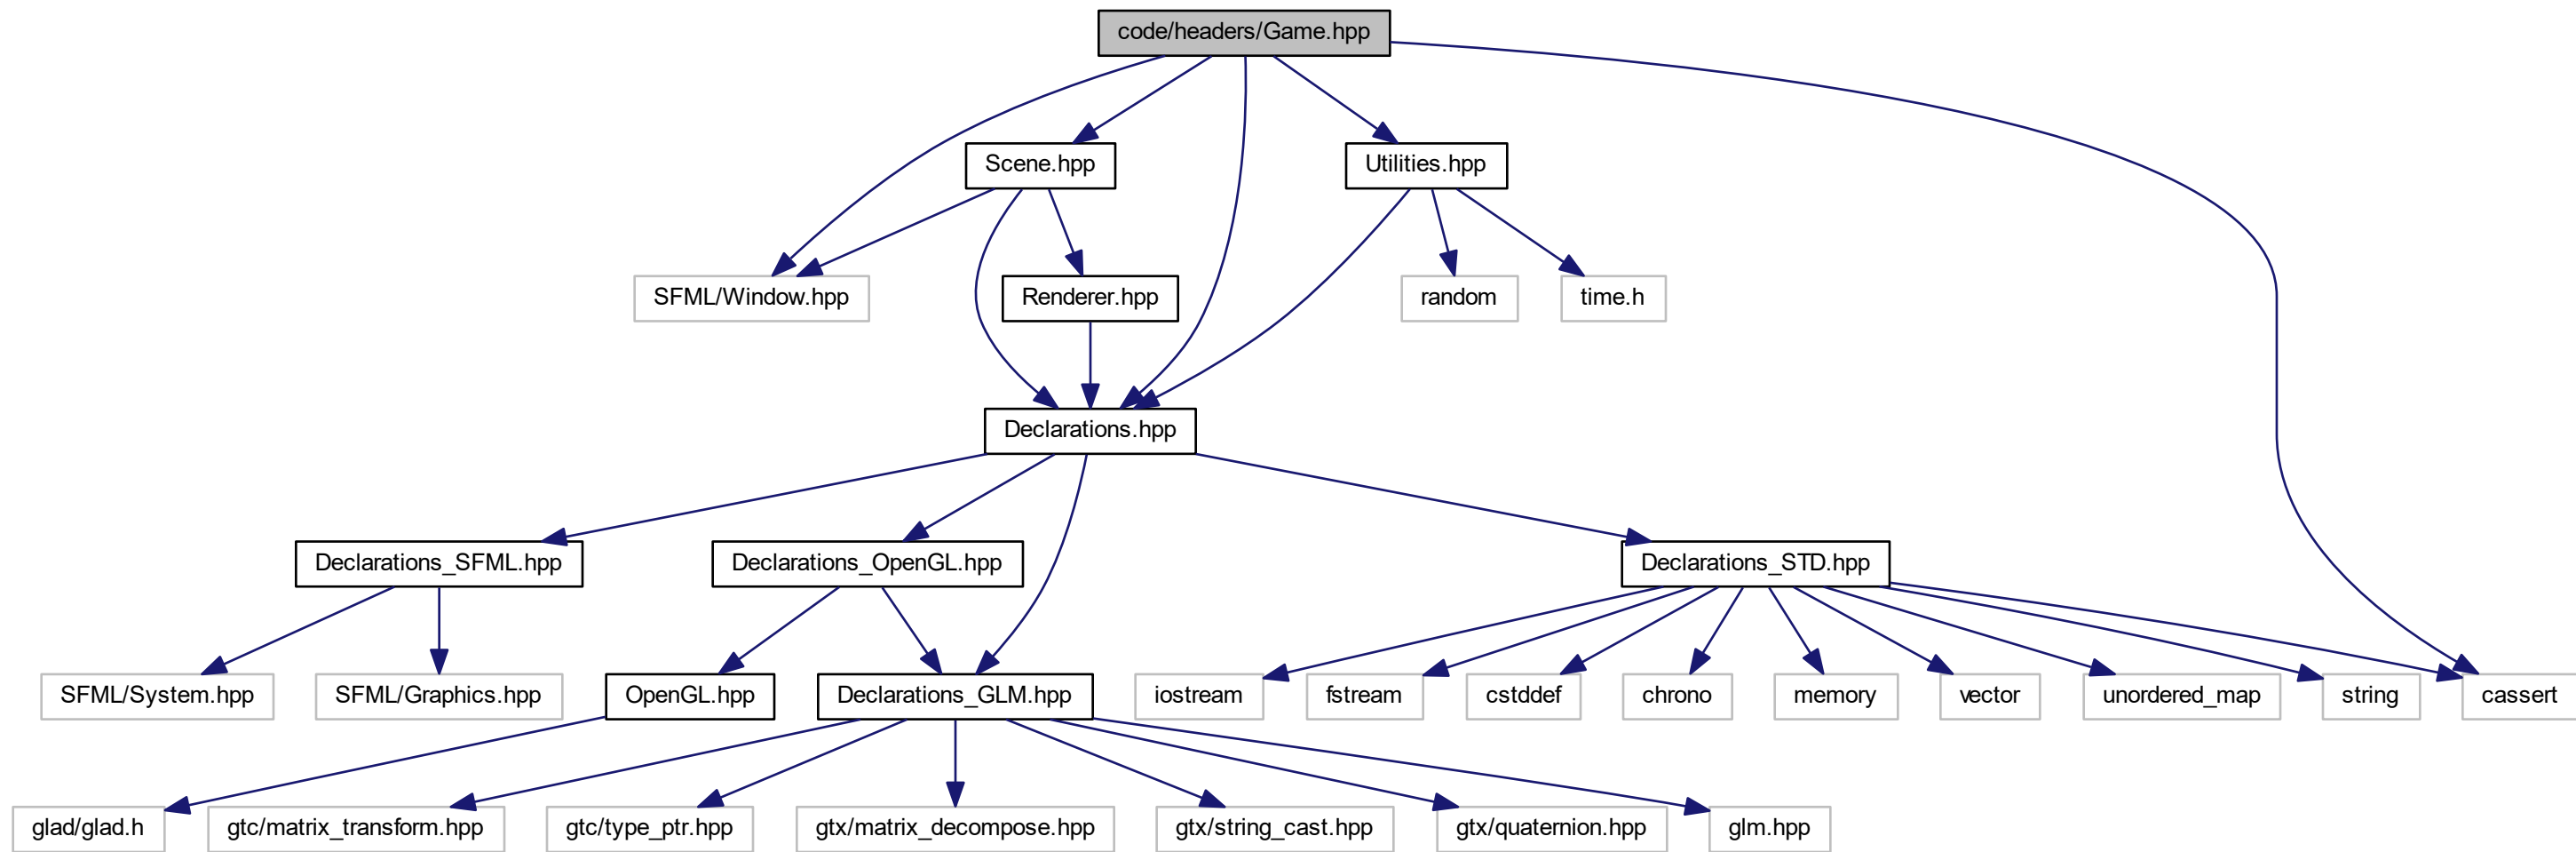 code/headers/Game.hpp
Scene.hpp
Utilities.hpp
SFML/Window.hpp
Renderer.hpp
random
time.h
Declarations.hpp
Declarations_SFML.hpp
Declarations_OpenGL.hpp
Declarations_STD.hpp
SFML/System.hpp
SFML/Graphics.hpp
OpenGL.hpp
Declarations_GLM.hpp
iostream
fstream
cstddef
chrono
memory
vector
unordered_map
string
cassert
glad/glad.h
gtc/matrix_transform.hpp
gtc/type_ptr.hpp
gtx/matrix_decompose.hpp
gtx/string_cast.hpp
gtx/quaternion.hpp
glm.hpp